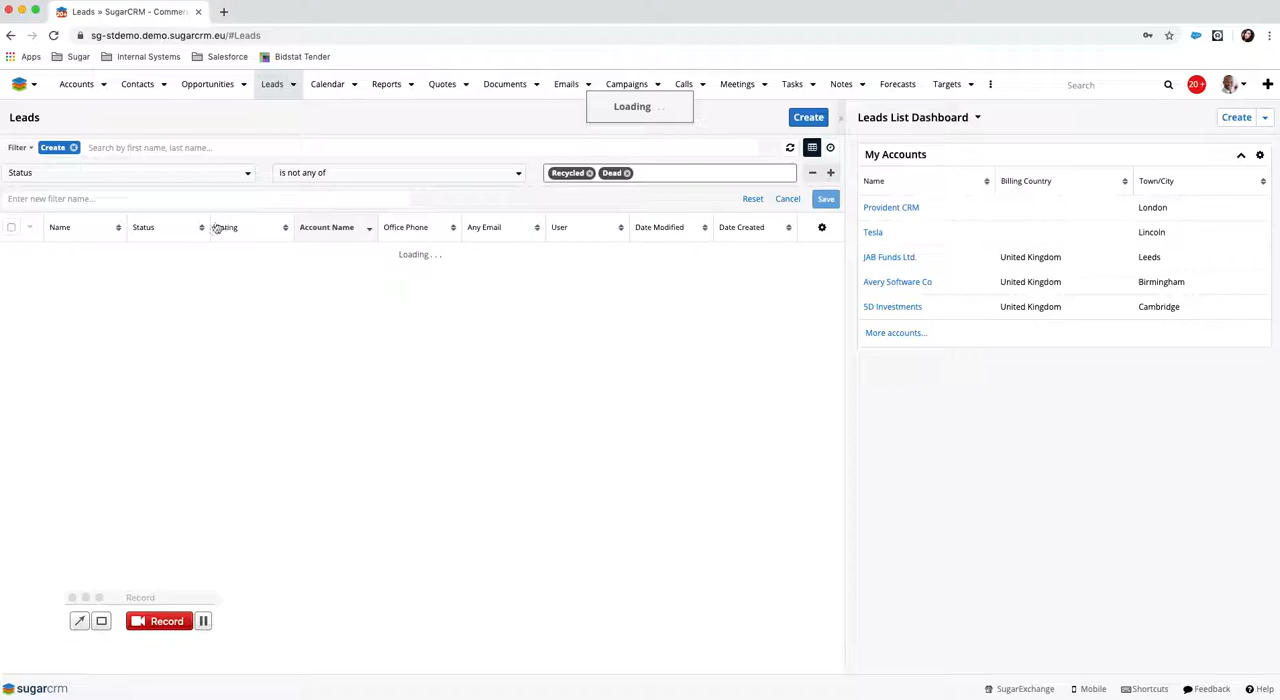 Leads » SugarCRM - Commer
sg-stdemo.demo.sugarcrm.eu/#Leads
Apps Sugar Internal Systems Salesforce Bidstat Tender
Accounts Contacts Opportunities Leads Calendar Reports Quotes Documents Emails Campaigns Calls Meetings Tasks Notes Forecasts Targets Search 20 +
Loading . .
Leads Create Leads List Dashboard Create
Filter Create Search by first name, last name...
My Accounts
Status is not any of Recycled Dead
Name Billing Country Town/City
Enter new filter name... Reset Cancel Save
Provident CRM London
Name Status Account Name Office Phone Any Email User Date Modified Date Created
Tesla Lincoln
Loading . . .
JAB Funds Ltd. United Kingdom Leeds
Avery Software Co United Kingdom Birmingham
5D Investments United Kingdom Cambridge
More accounts...
Record
Record
sugarcrm SugarExchange Mobile Shortcuts Feedback Help